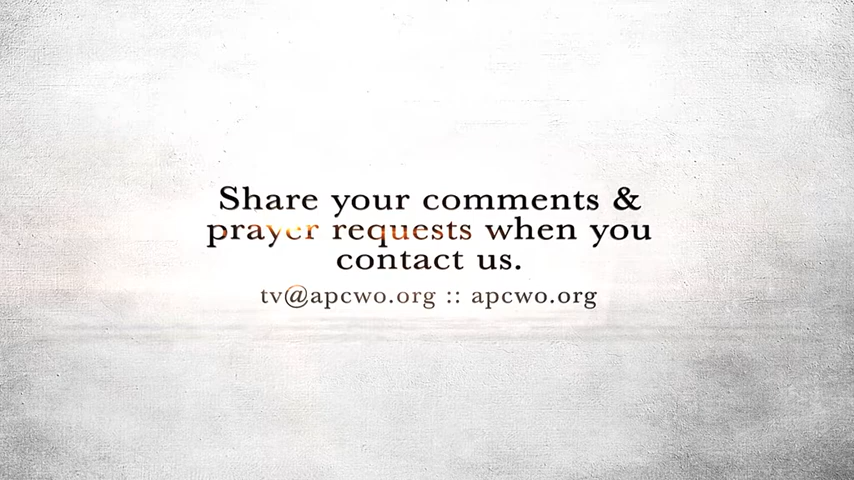 Share your comments &
prayer requests when you
contact us.
tv@apcwo.org :: apcwo.org